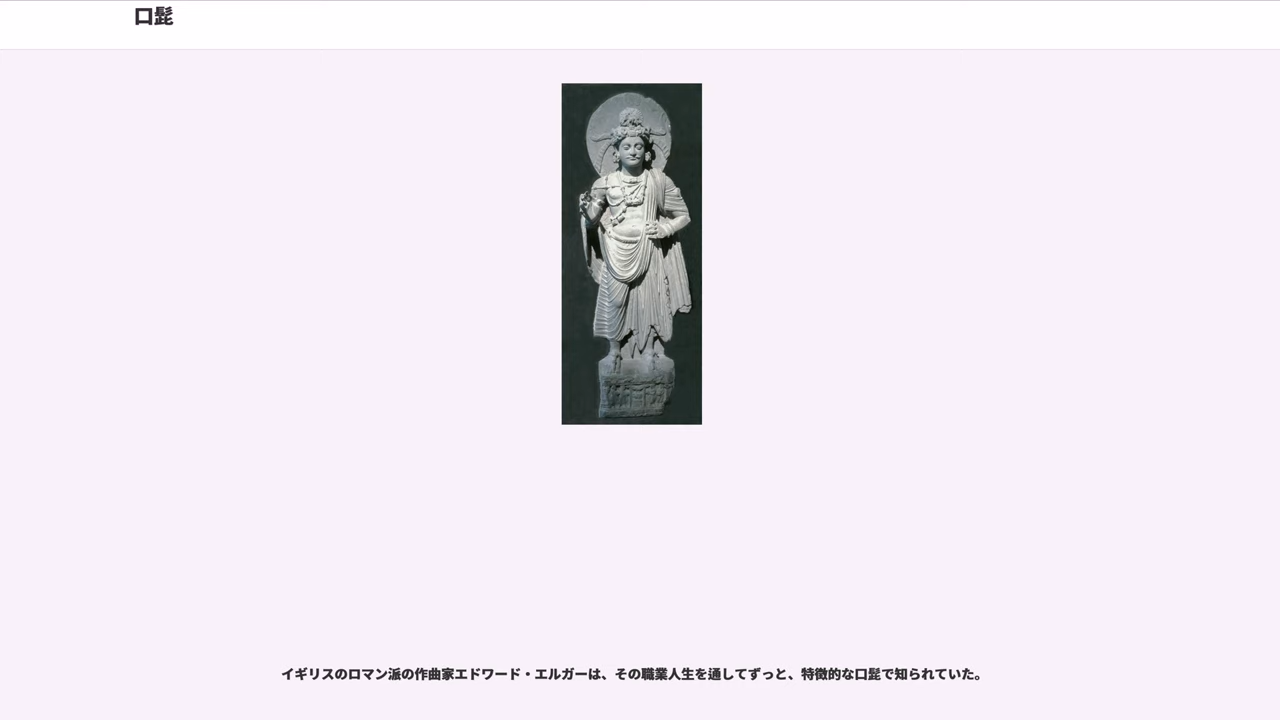 口髭
イギリスのロマン派の作曲家エドワード・エルガーは、その職業人生を通してずっと、特徴的な口髭で知られていた。